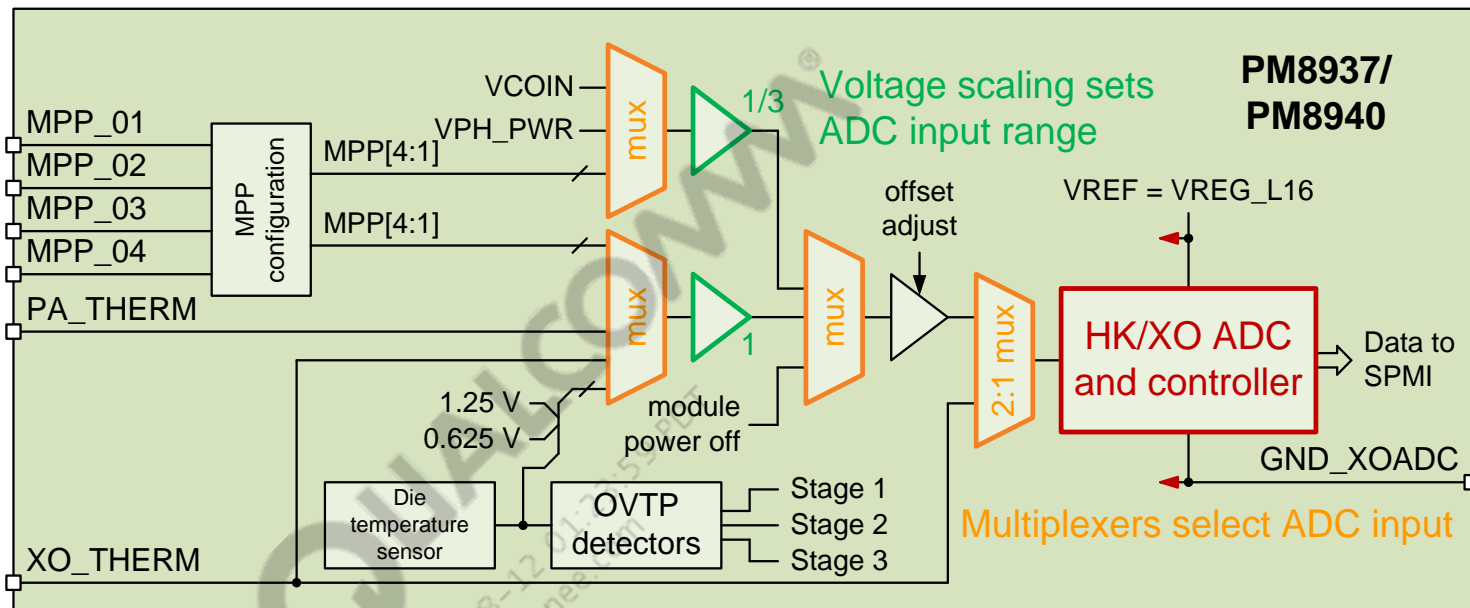 PM8937/
PM8940
VCOIN
VPH_PWR
mux
1/3
Voltage scaling sets
ADC input range
MPP_01
MPP_02
MPP_03
MPP_04
MPP
configuration
MPP[4:1]
MPP[4:1]
PA_THERM
mux
1
mux
offset
adjust
VREF = VREG_L16
2:1 mux
HK/XO ADC
and controller
Data to
SPMI
1.25 V
0.625 V
module
power off
GND_XOADC
Die
temperature
sensor
OVTP
detectors
Stage 1
Stage 2
Stage 3
Multiplexers select ADC input
XO_THERM
QUALCOMM®